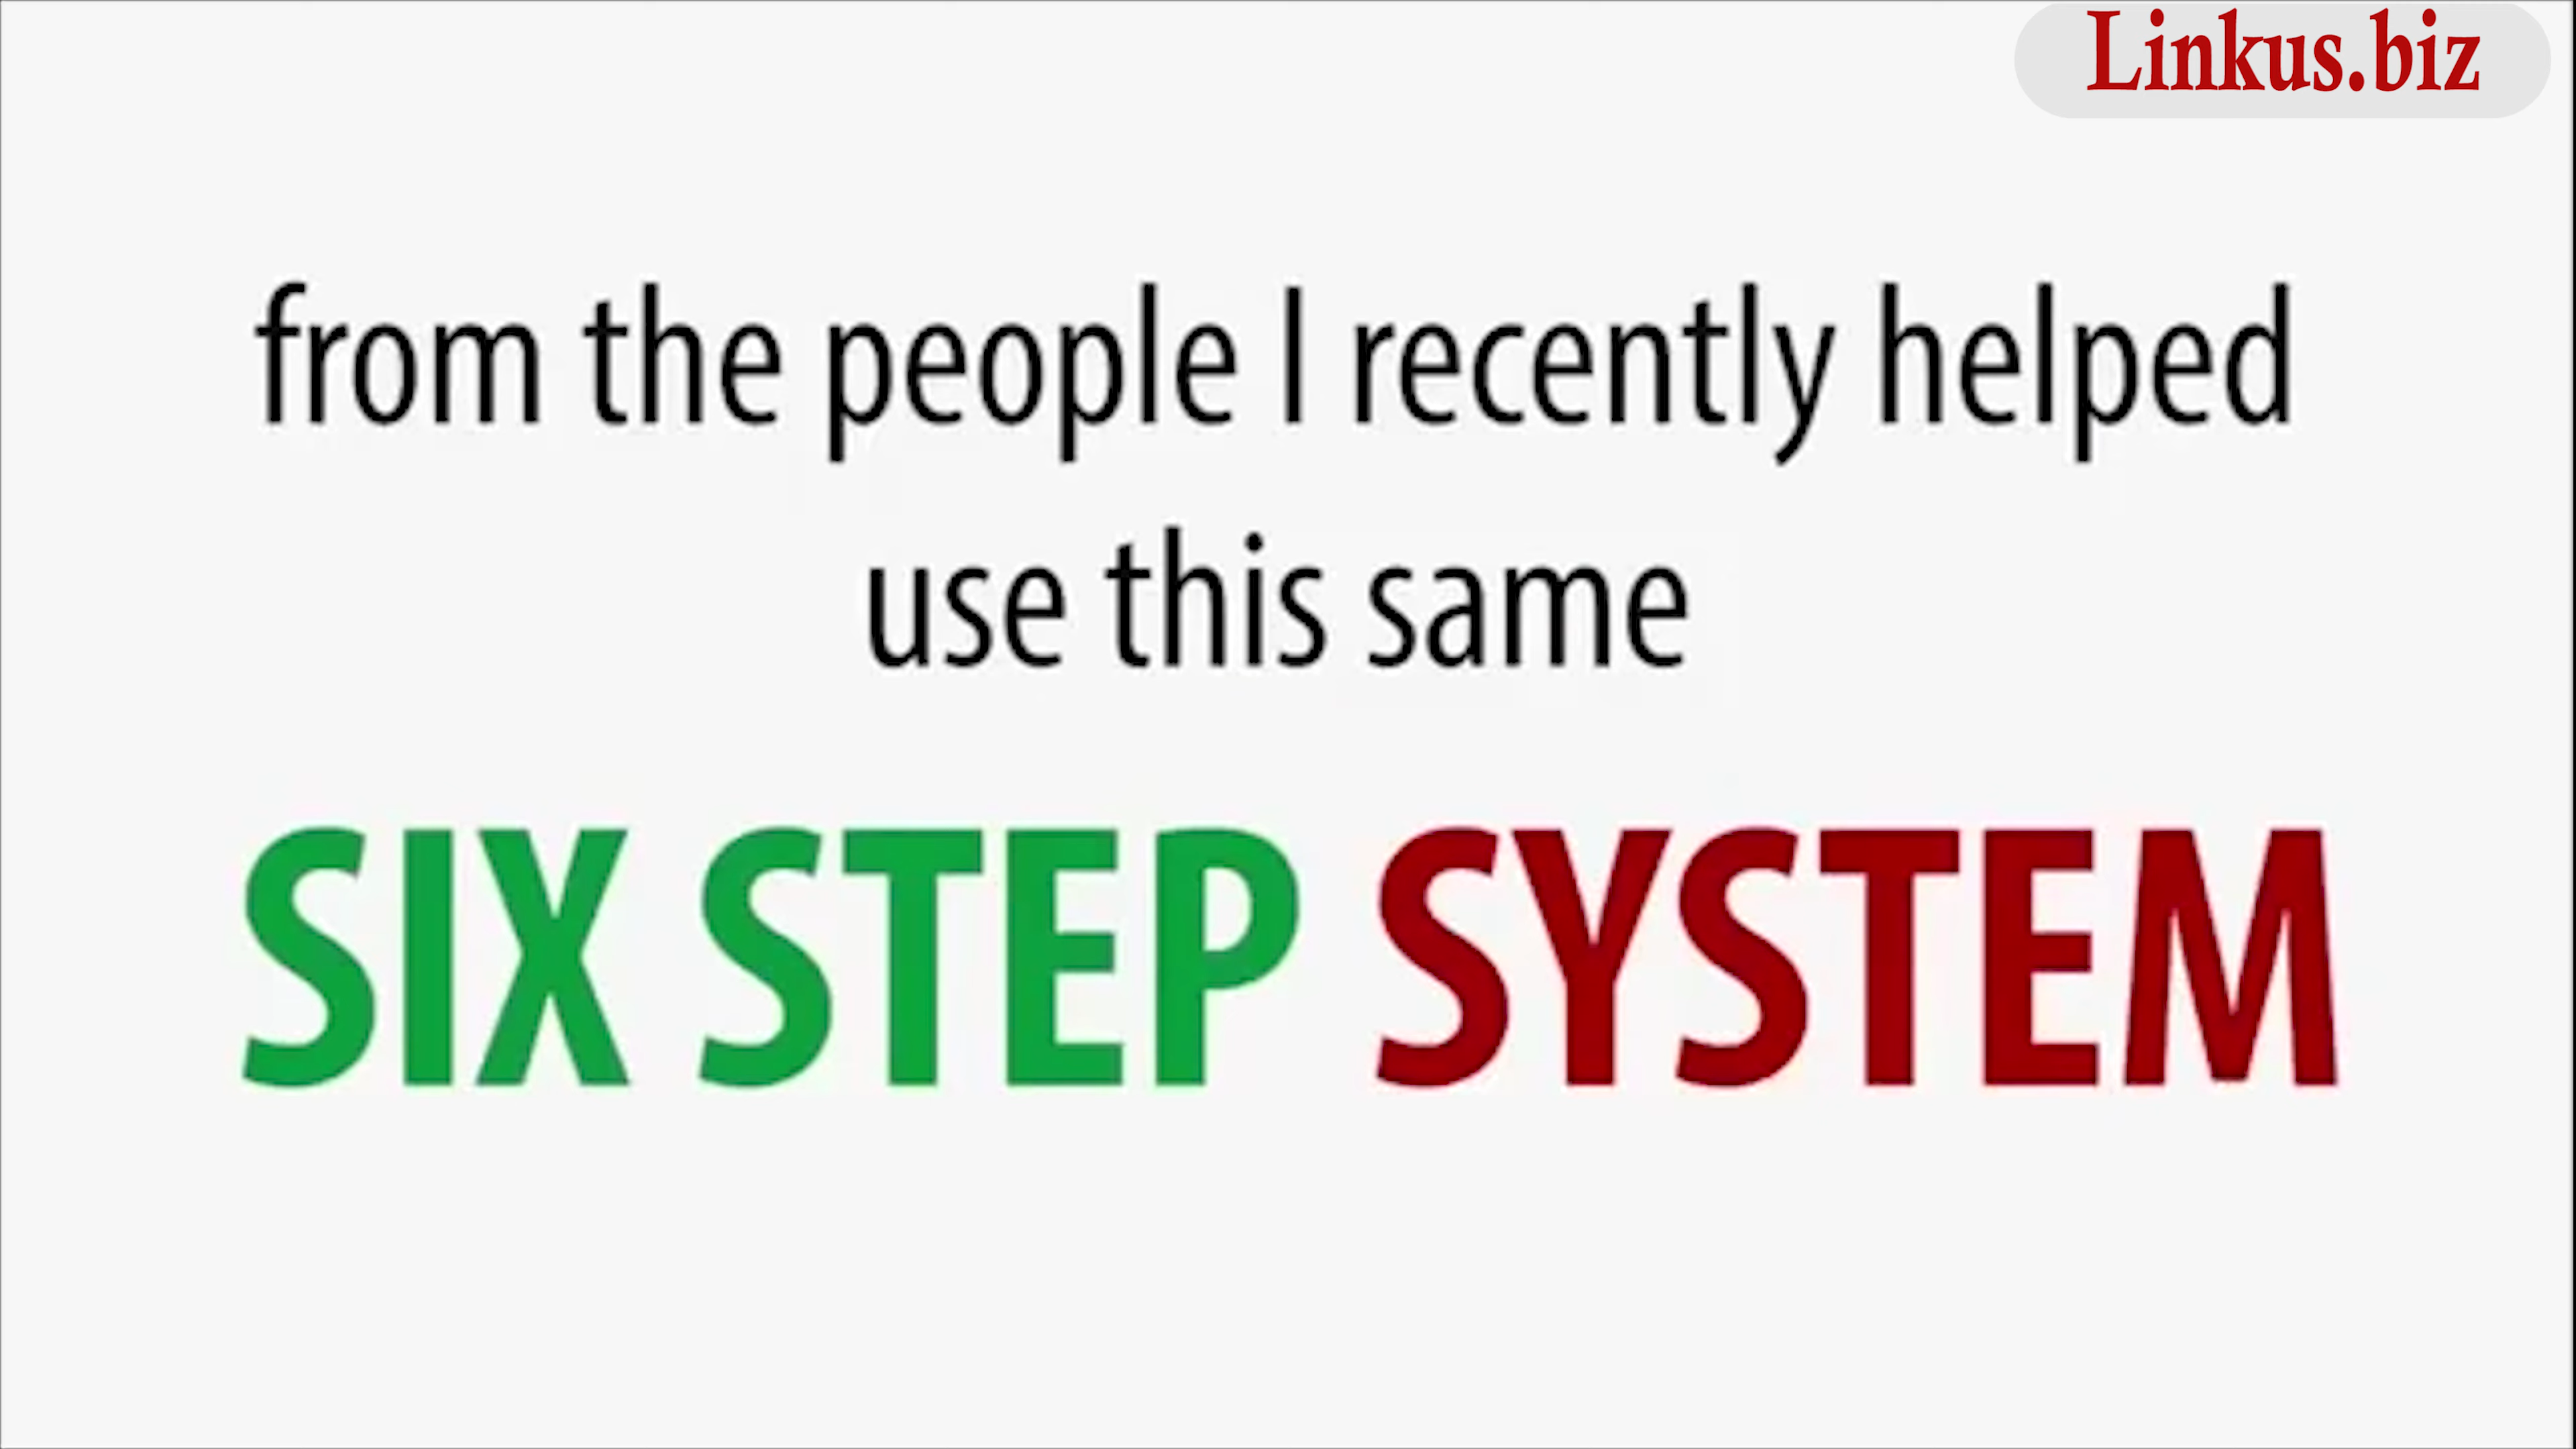 Linkus.biz
from the people I recently helped
use this same
SIX STEP SYSTEM